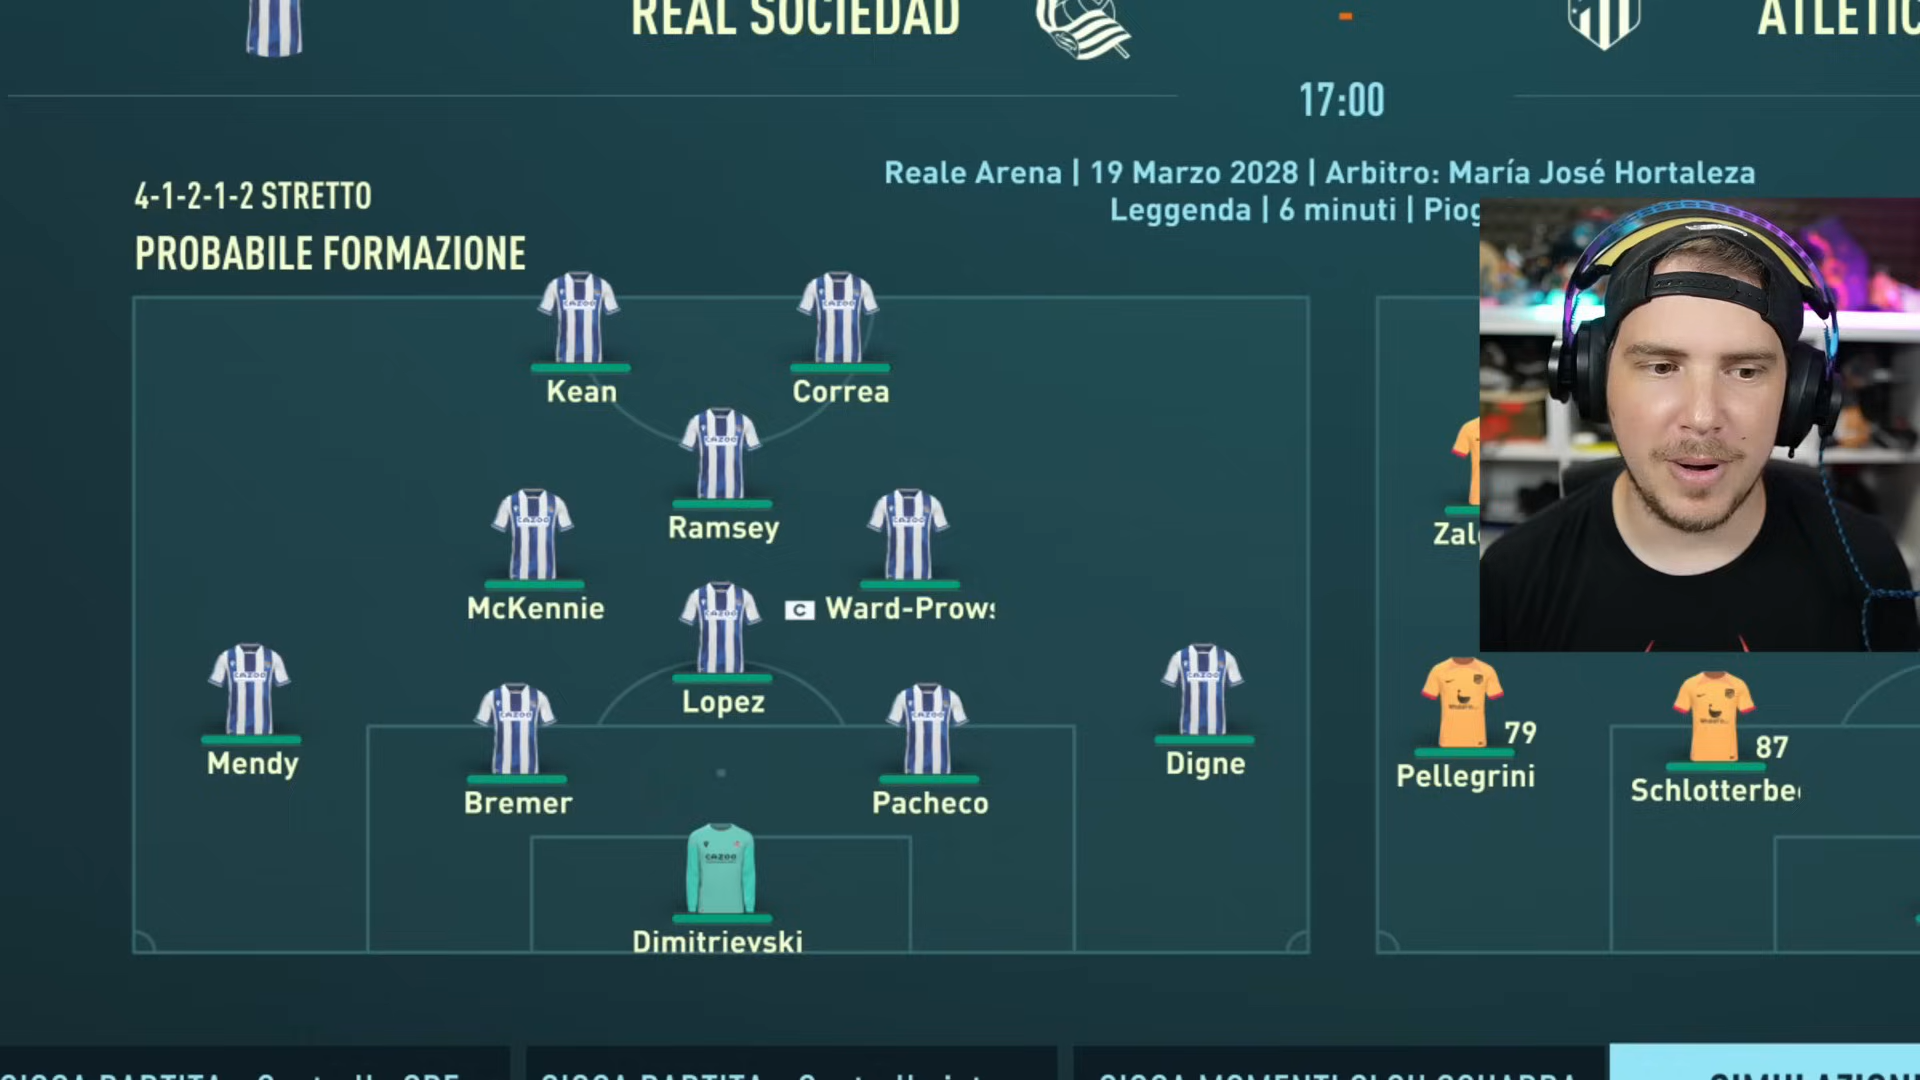 REAL SOCIEDAD
-
17:00
Reale Arena | 19 Marzo 2028 | Arbitro: María José Hortaleza
Leggenda | 6 minuti |
4-1-2-1-2 STRETTO
PROBABILE FORMAZIONE
Kean
Correa
Ramsey
McKennie
C
Lopez
Mendy
Bremer
Pacheco
Digne
Dimitrievski
79
Pellegrini
87
CAZOO